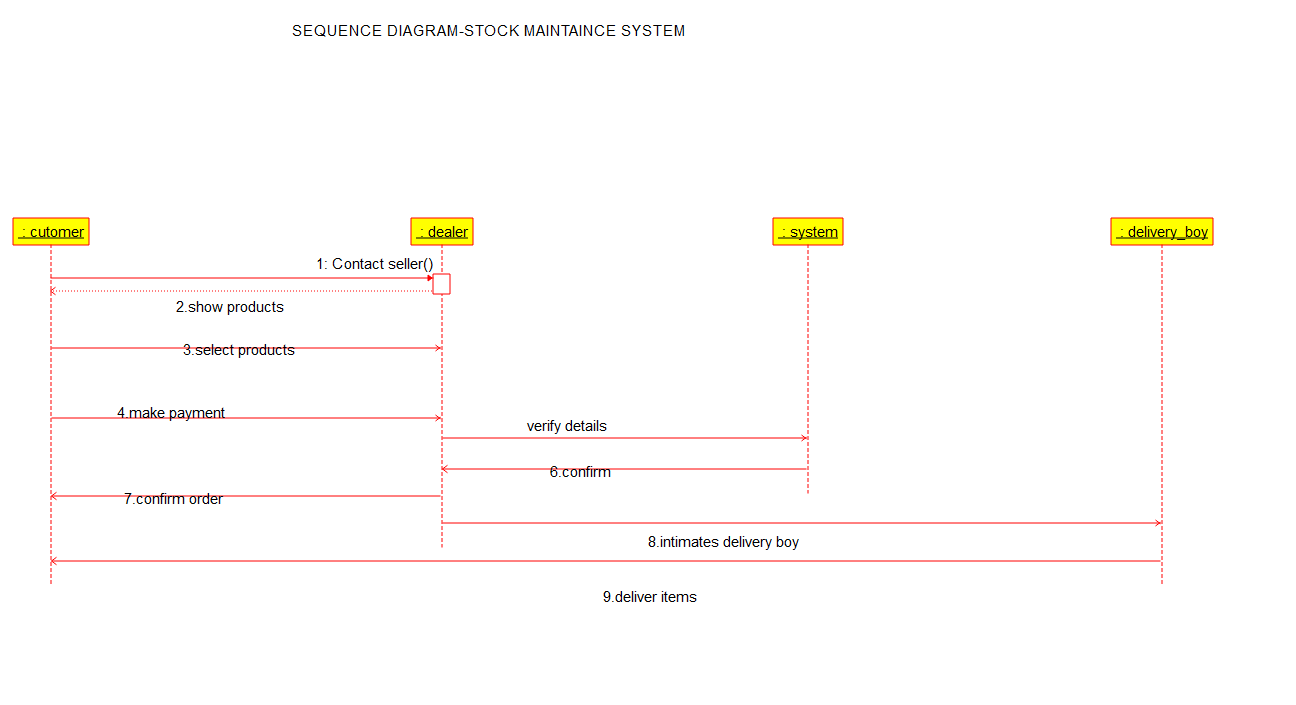 SEQUENCE DIAGRAM-STOCK MAINTAINCE SYSTEM
: cutomer
: dealer
: system
: delivery_boy
1: Contact seller()
2.show products
3.select products
4.make payment
verify details
6.confirm
7.confirm order
8.intimates delivery boy
9.deliver items